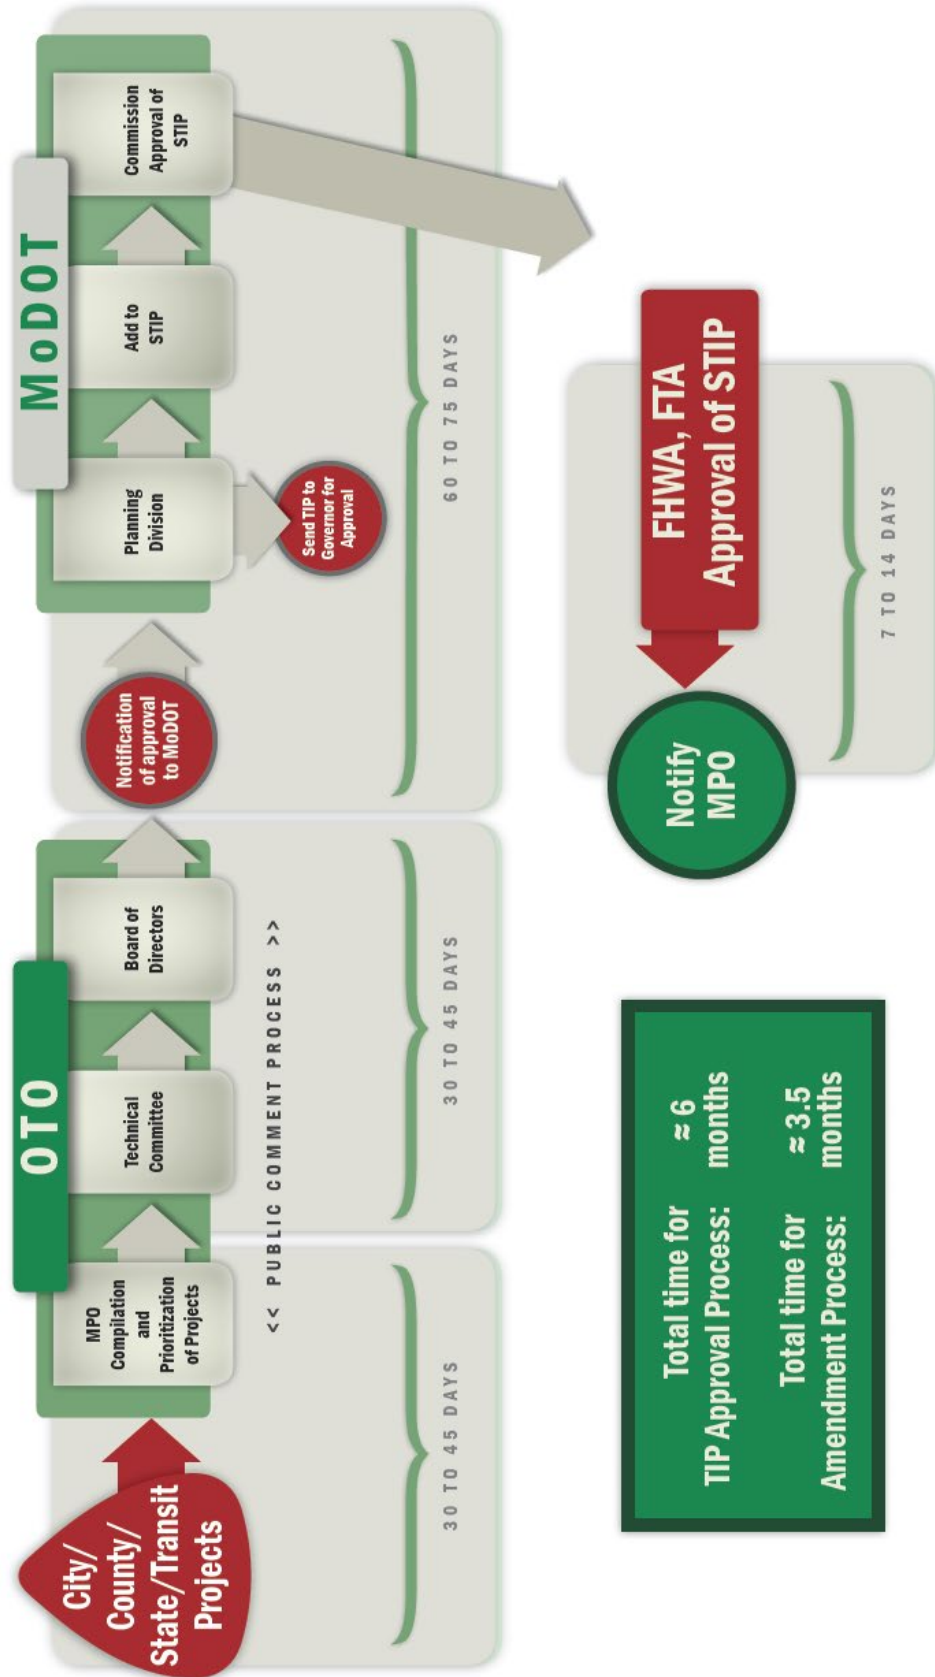 City/
County/
State/Transit
Projects
OTO
MPO
Compilation
and
Prioritization
of Projects
Technical
Committee
Board of
Directors
<< PUBLIC COMMENT PROCESS >>
30 TO 45 DAYS
30 TO 45 DAYS
Notification
of approval
to MoDOT
MoDOT
Planning
Division
Add to
STIP
Commission
Approval of
STIP
Send TIP to
Governor for
Approval
60 TO 75 DAYS
FHWA, FTA
Approval of STIP
Notify
MPO
7 TO 14 DAYS
Total time for
TIP Approval Process:
≈ 6
months
Total time for
Amendment Process:
≈ 3.5
months